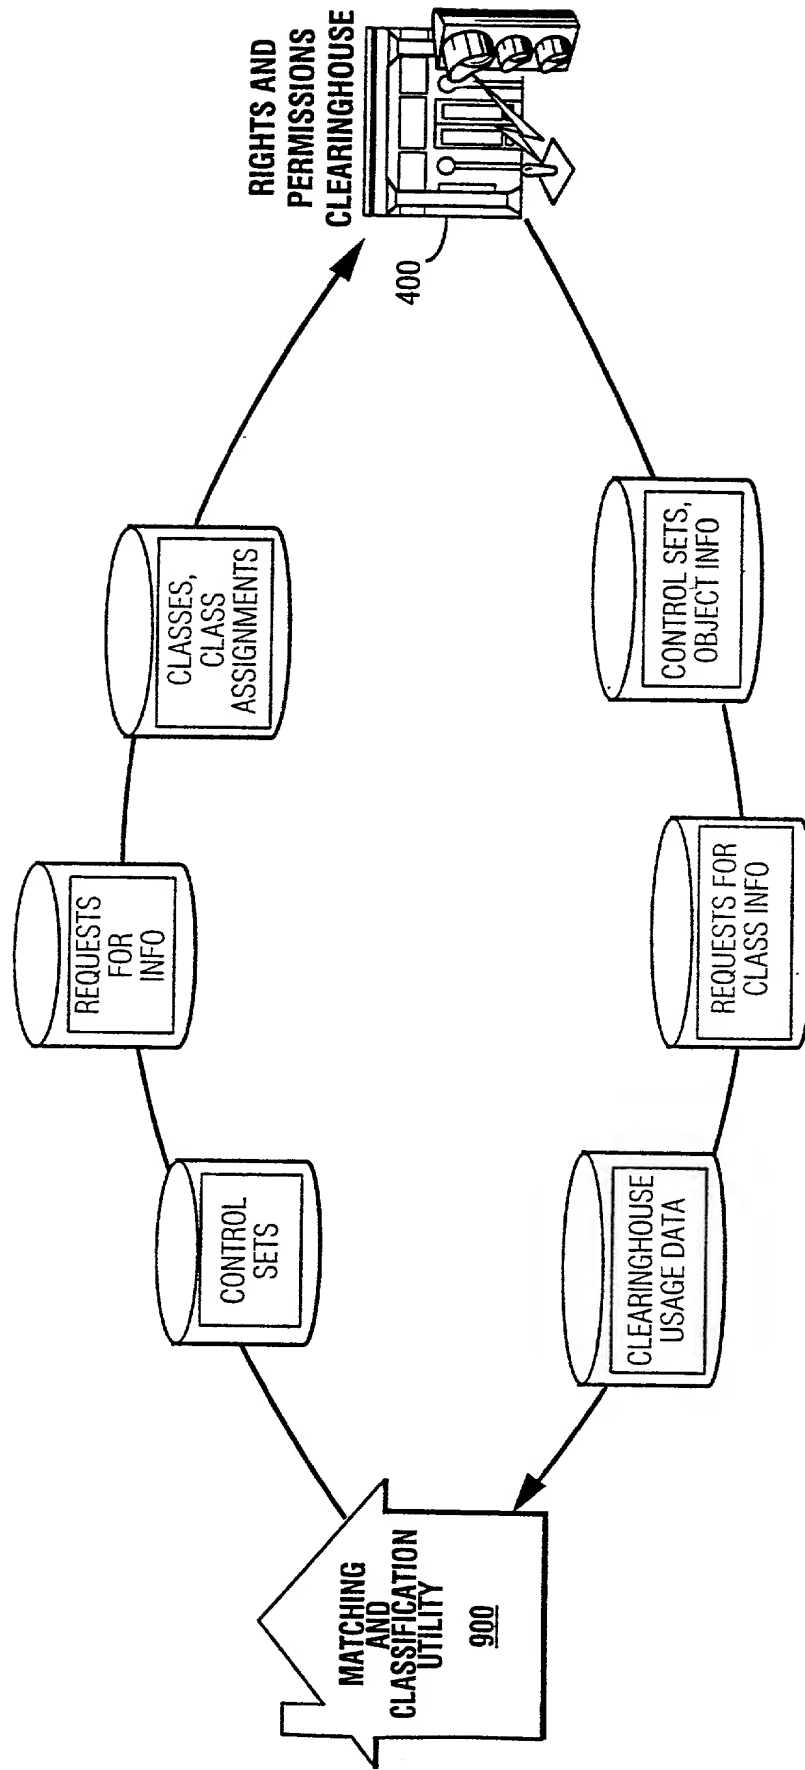 MATCHING
AND
CLASSIFICATION
UTILITY
900
CONTROL
SETS
REQUESTS
FOR
INFO
CLASSES,
CLASS
ASSIGNMENTS
RIGHTS AND
PERMISSIONS
CLEARINGHOUSE
400
CONTROL SETS,
OBJECT INFO
REQUESTS FOR
CLASS INFO
CLEARINGHOUSE
USAGE DATA